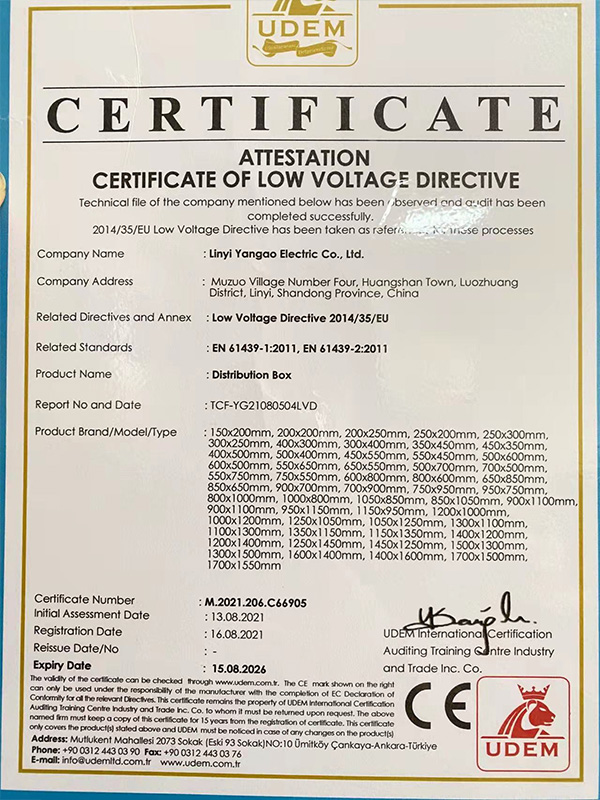 UDEM
CERTIFICATE
ATTESTATION
CERTIFICATE OF LOW VOLTAGE DIRECTIVE
Technical file of the company mentioned below has been observed and audit has been
completed successfully.
2014/35/EU Low Voltage Directive has been taken as these processes
Company Name : Linyi Yangao Electric Co., Ltd.
Company Address : Muzuo Village Number Four, Huangshan Town, Luozhuang
District, Linyi, Shandong Province, China
Related Directives and Annex : Low Voltage Directive 2014/35/EU
Related Standards : EN 61439-1:2011, EN 61439-2:2011
Product Name : Distribution Box
Report No and Date : TCF-YG21080504LVD
Product Brand/Model/Type : 150x200mm, 200x200mm, 200x250mm, 250x200mm, 250x300mm,
300x250mm, 400x300mm, 300x400mm, 350x450mm, 450x350mm,
400x500mm, 500x400mm, 450x550mm, 550x450mm, 500x600mm,
600x500mm, 550x650mm, 650x550mm, 500x700mm, 700x500mm,
550x750mm, 750x550mm, 600x800mm, 800x600mm, 650x850mm,
850x650mm, 900x700mm, 700x900mm, 750x950mm, 950x750mm,
800x1000mm, 1000x800mm, 1050x850mm, 850x1050mm, 900x1100mm,
900x1100mm, 950x1150mm, 1150x950mm, 1200x1000mm,
1000x1200mm, 1250x1050mm, 1050x1250mm, 1300x1100mm,
1100x1300mm, 1350x1150mm, 1150x1350mm, 1400x1200mm,
1200x1400mm, 1250x1450mm, 1450x1250mm, 1500x1300mm,
1300x1500mm, 1600x1400mm, 1400x1600mm, 1700x1500mm,
1700x1550mm
Certificate Number : M.2021.206.C66905
Initial Assessment Date : 13.08.2021
Registration Date : 16.08.2021
Reissue Date/No : -
Expiry Date : 15.08.2026
UDEM International Certification
Auditing Training Centre Industry
and Trade Inc. Co.
The validity of the certificate can be checked through www.udem.com.tr. The CE mark shown on the right
can only be used under the responsibility of the manufacturer with the completion of EC Declaration of
Conformity for all the relevant Directives. This certificate remains the property of UDEM International Certification
Auditing Training Centre Industry and Trade Inc. Co. to whom it must be returned upon request. The above
named firm must keep a copy of this certificate for 15 years from the registration of certificate. This certificate
only covers the product(s) stated above and UDEM must be noticed in case of any changes on the product(s)
Address: Mutlukent Mahallesi 2073 Sokak (Eski 93 Sokak)NO:10 Ümitköy Çankaya-Ankara-Türkiye
Phone: +90 0312 443 03 90 Fax: +90 0312 443 03 76
E-mail: info@udemltd.com.tr www.udem.com.tr
CE
UDEM